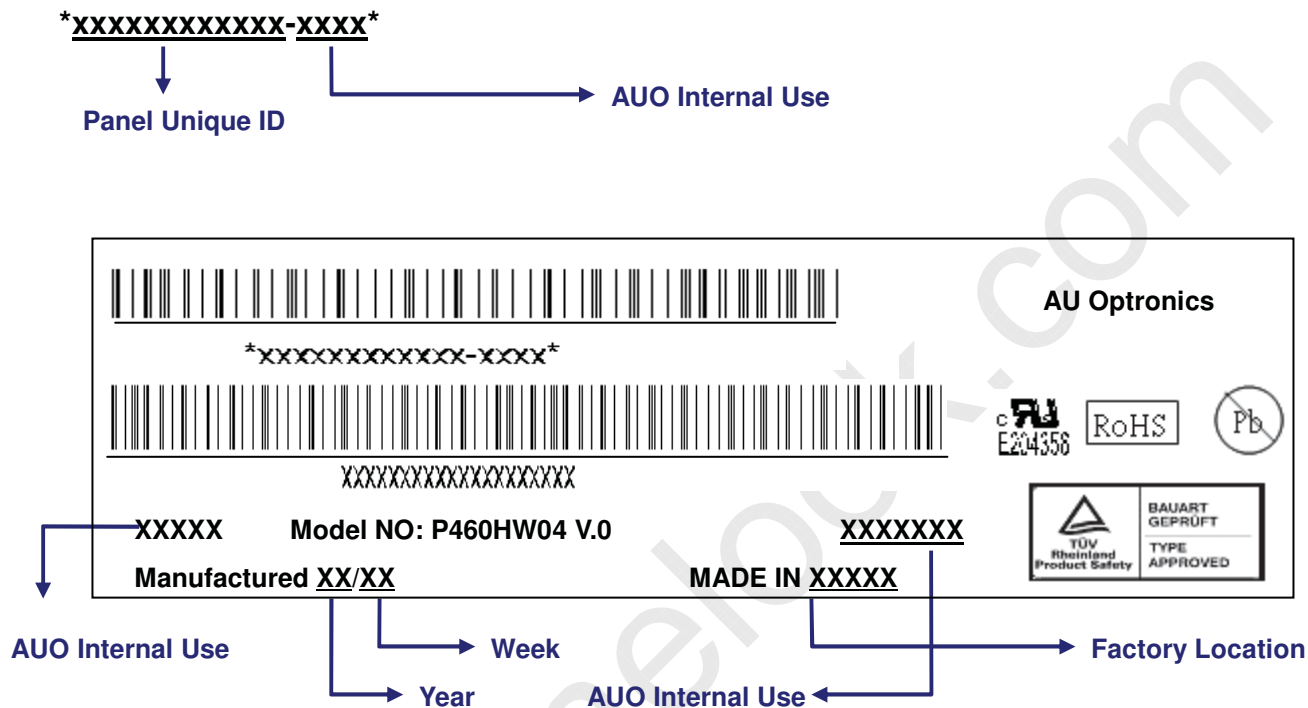 *xxxxxxxxxxxx-xxxx*
AUO Internal Use
Panel Unique ID
AU Optronics
*xxxxxxxxxxxx-xxxx*
c E204356
RoHS
Pb
XXXXXXXXXXXXXXXXXXXX
XXXXX Model NO: P460HW04 V.0 XXXXXXX
Manufactured XX/XX MADE IN XXXXX
TÜV
Rheinland
Product Safety
BAUART
GEPRÜFT
TYPE
APPROVED
AUO Internal Use
Week
Factory Location
Year
AUO Internal Use